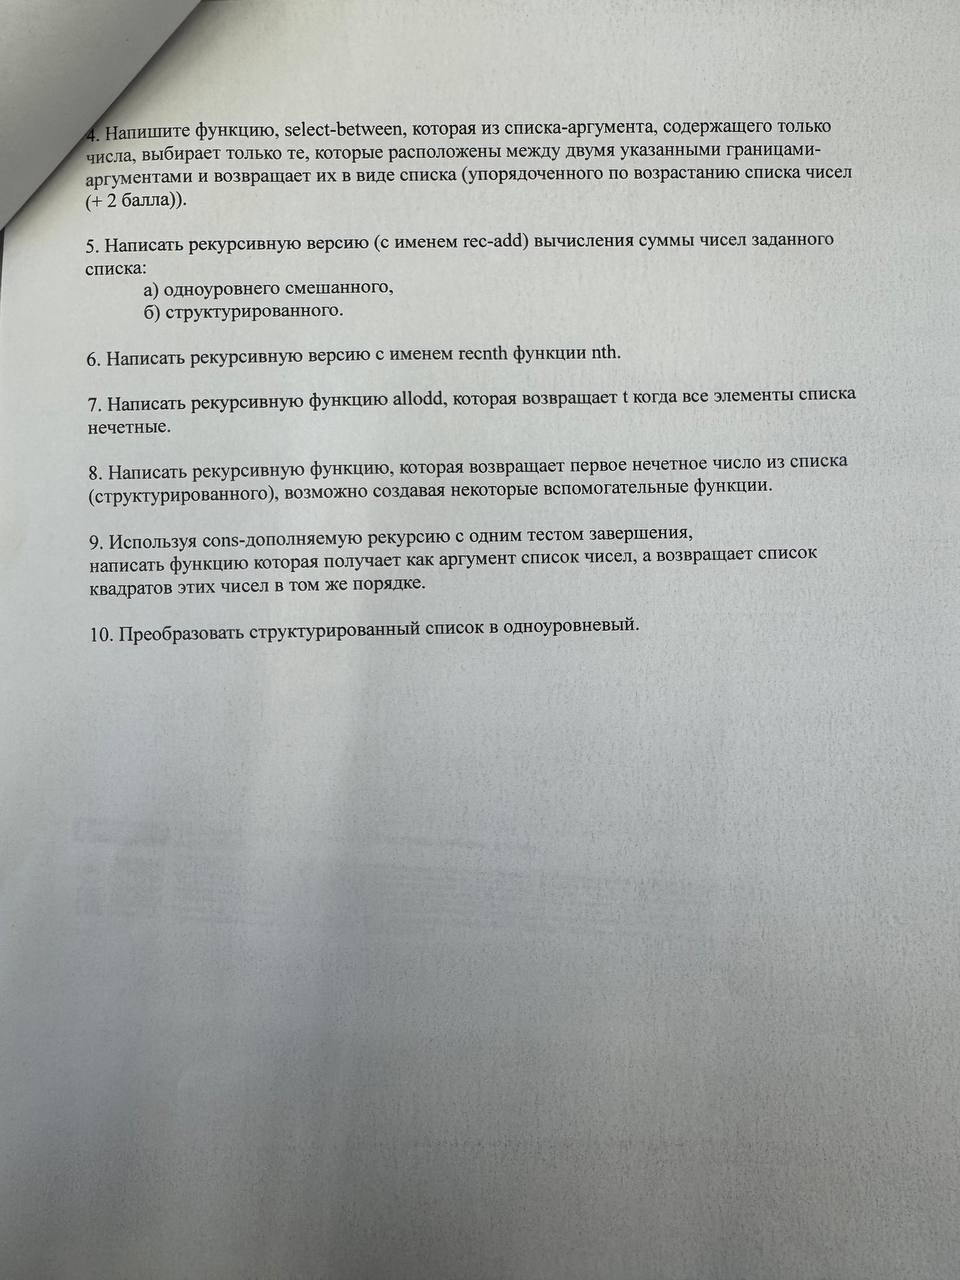 4. Напишите функцию, select-between, которая из списка-аргумента, содержащего только
числа, выбирает только те, которые расположены между двумя указанными границами-
аргументами и возвращает их в виде списка (упорядоченного по возрастанию списка чисел
(+ 2 балла)).
5. Написать рекурсивную версию (с именем rec-add) вычисления суммы чисел заданного
списка:
а) одноуровнего смешанного,
б) структурированного.
6. Написать рекурсивную версию с именем recnth функции nth.
7. Написать рекурсивную функцию allodd, которая возвращает t когда все элементы списка
нечетные.
8. Написать рекурсивную функцию, которая возвращает первое нечетное число из списка
(структурированного), возможно создавая некоторые вспомогательные функции.
9. Используя cons-дополняемую рекурсию с одним тестом завершения,
написать функцию которая получает как аргумент список чисел, а возвращает список
квадратов этих чисел в том же порядке.
10. Преобразовать структурированный список в одноуровневый.